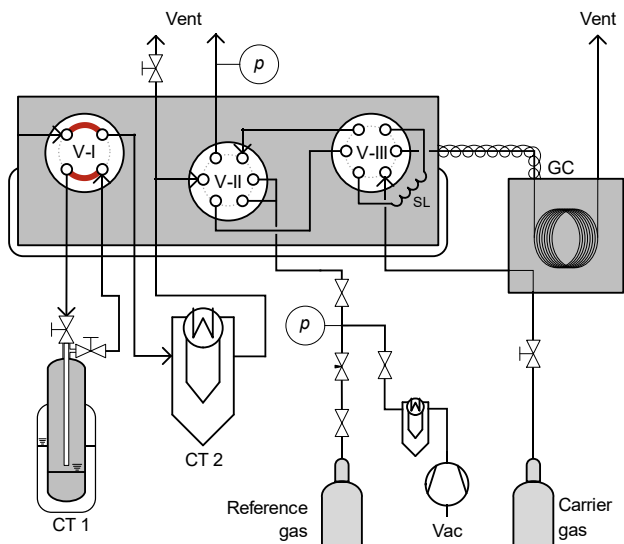 Vent
Vent
p
V-I
V-II
V-III
SL
GC
p
CT 2
CT 1
Reference
gas
Vac
Carrier
gas